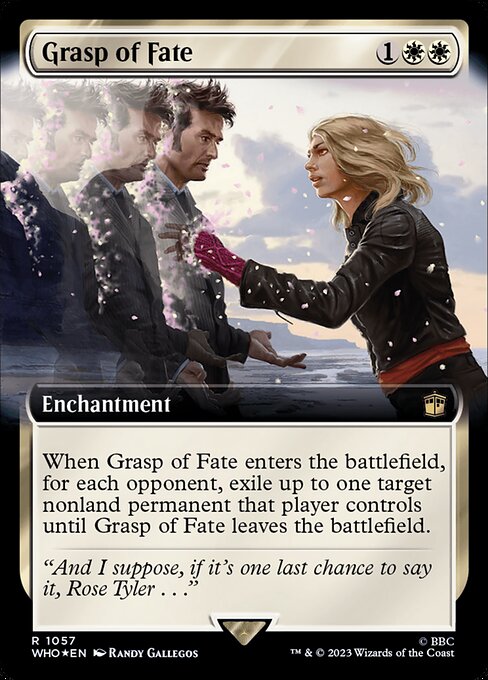 Grasp of Fate 1
Enchantment
When Grasp of Fate enters the battlefield,
for each opponent, exile up to one target
nonland permanent that player controls
until Grasp of Fate leaves the battlefield.
“And I suppose, if it’s one last chance to say
it, Rose Tyler . . .”
R 1057 © BBC
WHO★EN Randy Gallegos ™ & © 2023 Wizards of the Coast